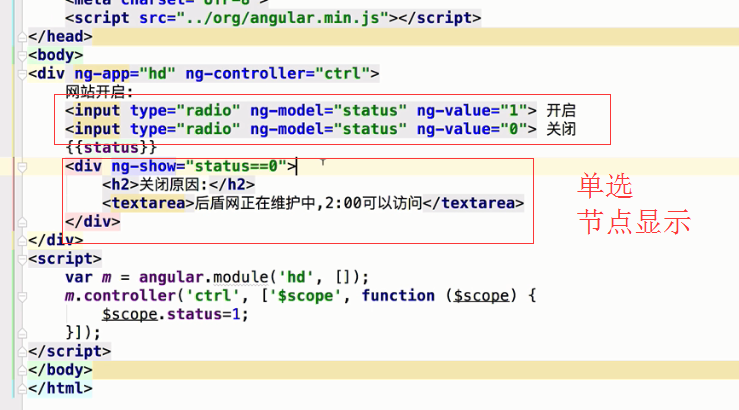 <meta charset="UTF-8">
<script src="../org/angular.min.js"></script>
</head>
<body>
<div ng-app="hd" ng-controller="ctrl">
网站开启:
<input type="radio" ng-model="status" ng-value="1"> 开启
<input type="radio" ng-model="status" ng-value="0"> 关闭
{{status}}
<div ng-show="status==0">
<h2>关闭原因:</h2>
<textarea>后盾网正在维护中,2:00可以访问</textarea>
</div>
</div>
<script>
var m = angular.module('hd', []);
m.controller('ctrl', ['$scope', function ($scope) {
$scope.status=1;
}]);
</script>
</body>
</html>
单选
节点显示